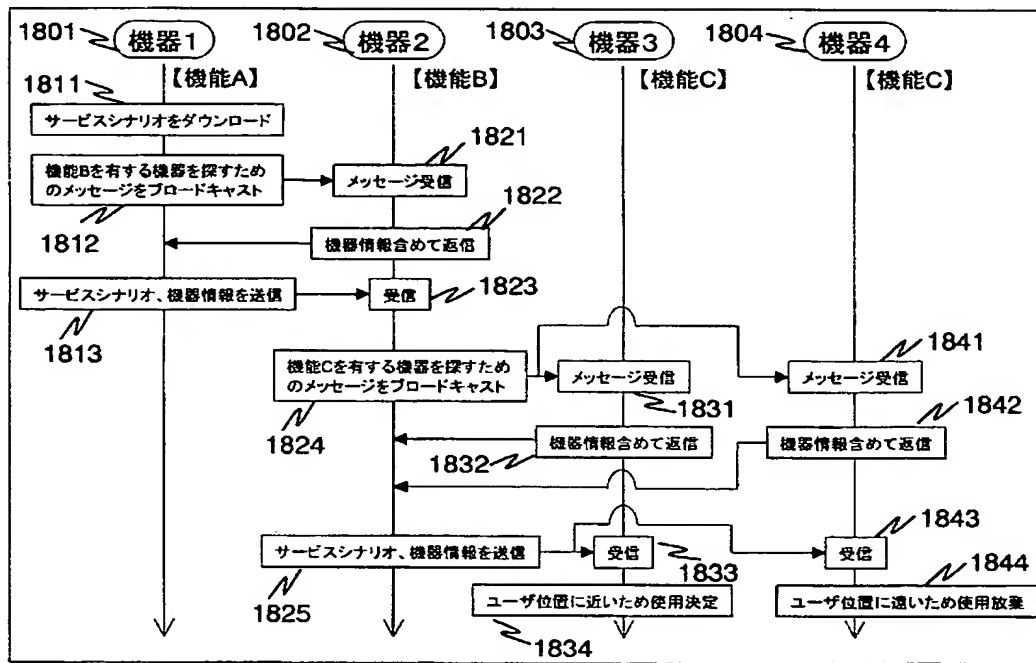 1801 機器1 1802 機器2 1803 機器3 1804 機器4
【機能A】 【機能B】 【機能C】 【機能C】
1811
サービスシナリオをダウンロード
1821
機能Bを有する機器を探すため
のメッセージをブロードキャスト
メッセージ受信
1812
1822
機器情報含めて返信
サービスシナリオ、機器情報を送信
受信
1823
1813
1841
機能Cを有する機器を探すため
のメッセージをブロードキャスト
メッセージ受信
メッセージ受信
1824
1831
1842
機器情報含めて返信
機器情報含めて返信
1832
1843
サービスシナリオ、機器情報を送信
受信
受信
1825
1833
1844
ユーザ位置に近いため使用決定
ユーザ位置に遠いため使用放棄
1834